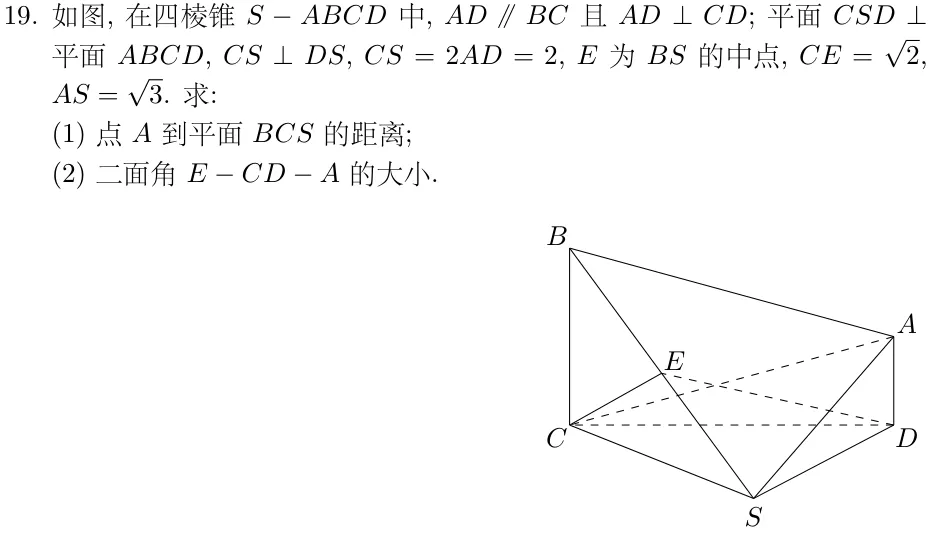 19. 如图, 在四棱锥 S − ABCD 中, AD ∥ BC 且 AD ⊥ CD; 平面 CSD ⊥
平面 ABCD, CS ⊥ DS, CS = 2AD = 2, E 为 BS 的中点, CE = √2,
AS = √3. 求:
(1) 点 A 到平面 BCS 的距离;
(2) 二面角 E − CD − A 的大小.
B
A
E
C
D
S